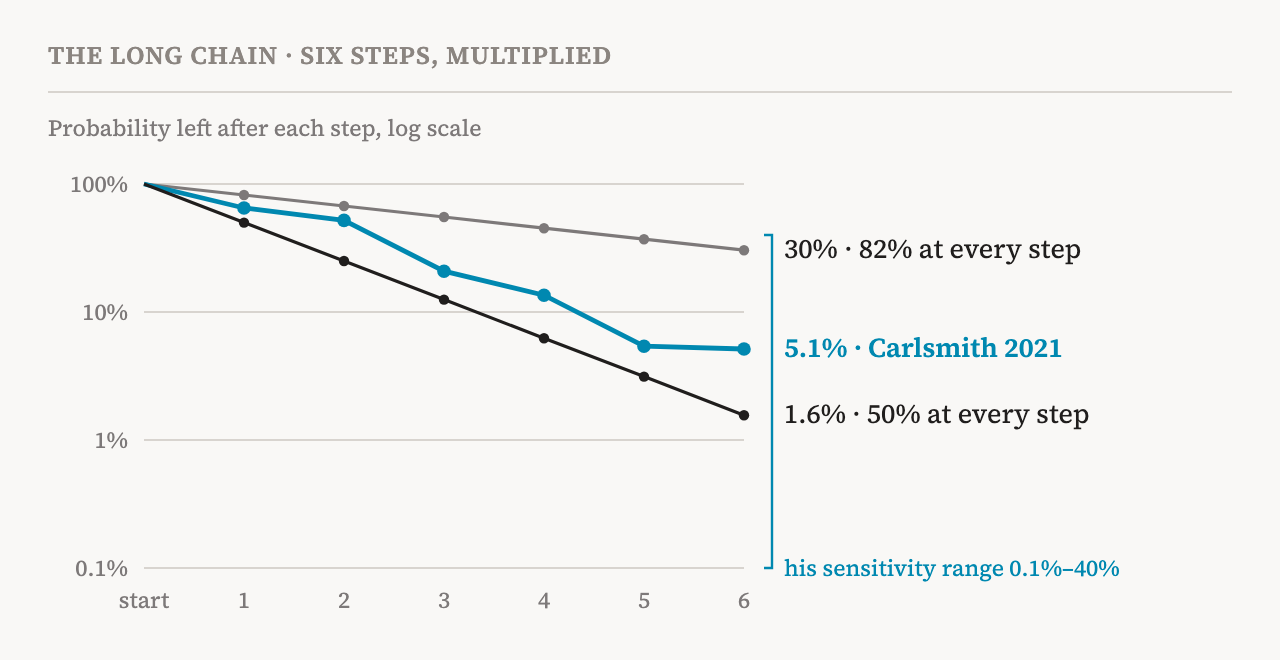 THE LONG CHAIN · SIX STEPS, MULTIPLIED
Probability left after each step, log scale
100%
30% · 82% at every step
10%
5.1% · Carlsmith 2021
1.6% · 50% at every step
1%
0.1%
his sensitivity range 0.1%–40%
start 1 2 3 4 5 6